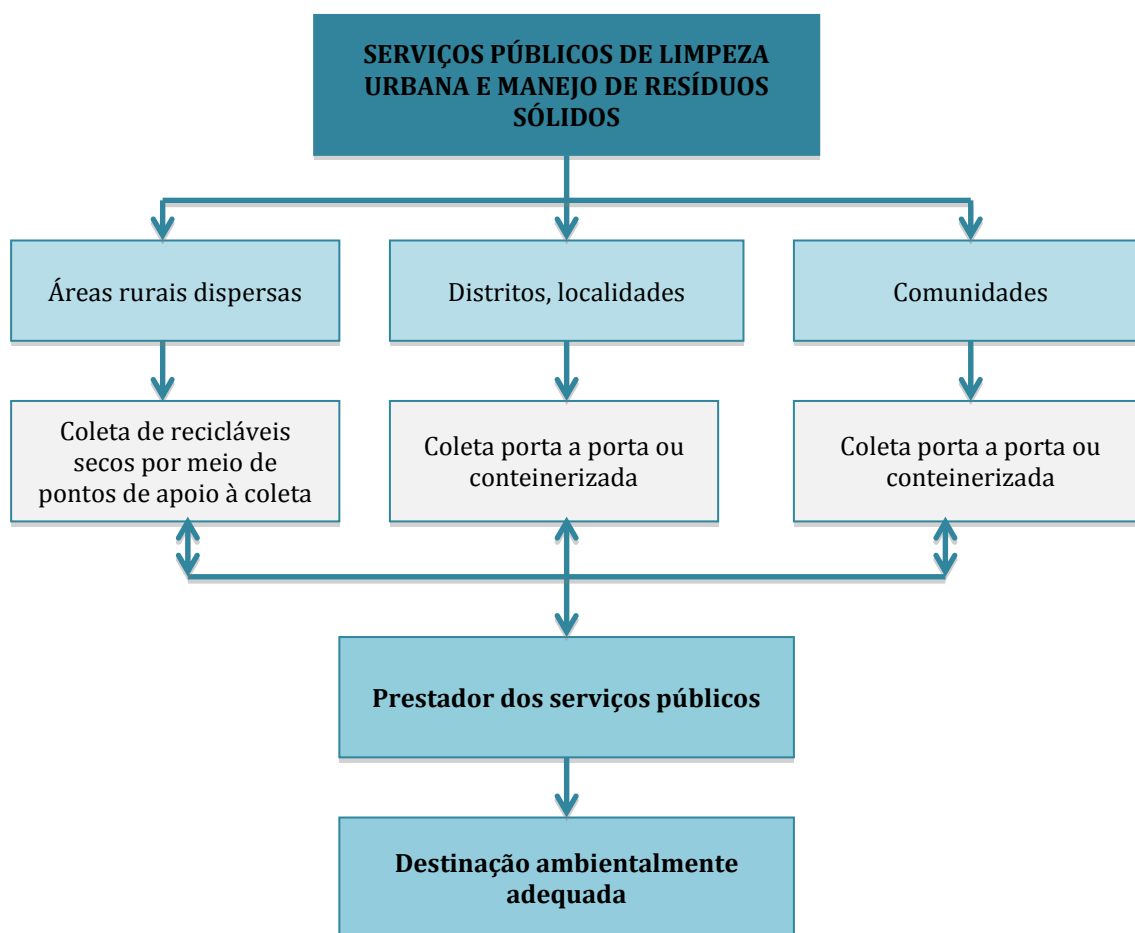 SERVIÇOS PÚBLICOS DE LIMPEZA
URBANA E MANEJO DE RESÍDUOS
SÓLIDOS
Áreas rurais dispersas
Distritos, localidades
Comunidades
Coleta de recicláveis
secos por meio de
pontos de apoio à coleta
Coleta porta a porta ou
conteinerizada
Coleta porta a porta ou
conteinerizada
Prestador dos serviços públicos
Destinação ambientalmente
adequada